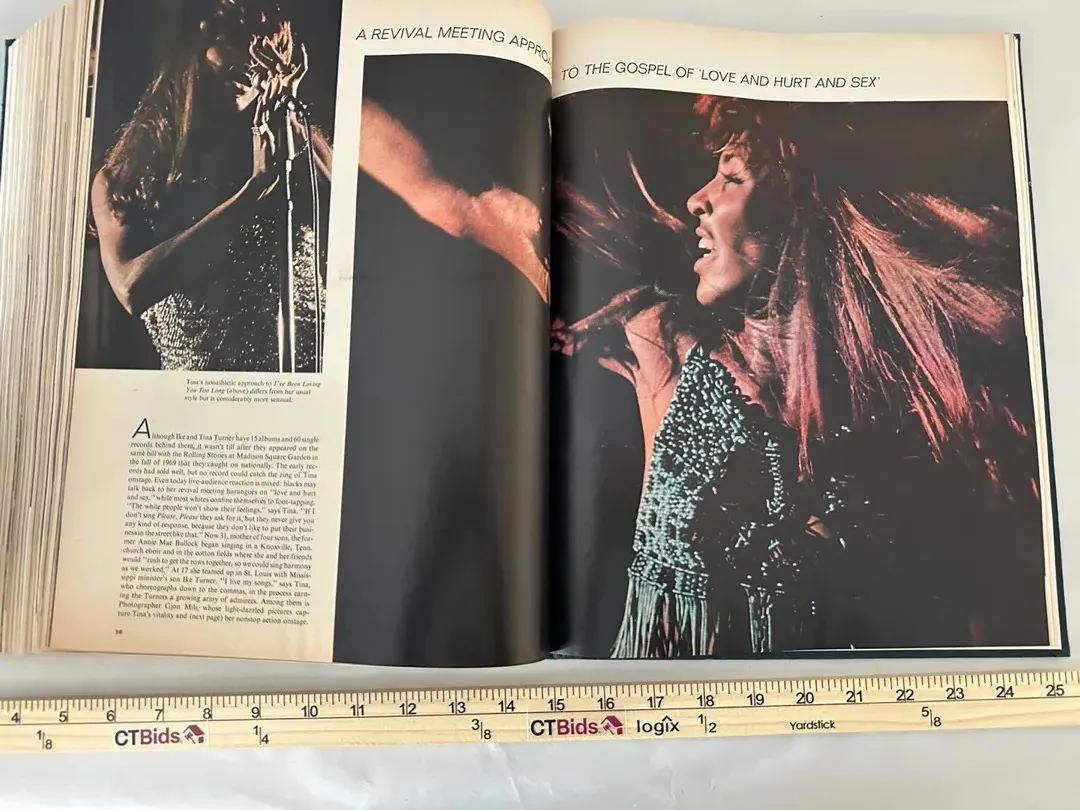 A REVIVAL MEETING APPRO
TO THE GOSPEL OF 'LOVE AND HURT AND SEX'
Tina's nonathletic approach to I've Been Loving
You Too Long (above) differs from her usual
style but is considerably more sensual.
Although Ike and Tina Turner have 15 albums and 60 single
records behind them, it wasn't till after they appeared on the
same bill with the Rolling Stones at Madison Square Garden in
the fall of 1969 that they caught on nationally. The early rec-
ords had sold well, but no record could catch the zing of Tina
onstage. Even today live-audience reaction is mixed: blacks may
talk back to her revival meeting harangues on "love and hurt
and sex," while most whites confine themselves to foot-tapping.
"The white people won't show their feelings," says Tina. "If I
don't sing Please, Please they ask for it, but they never give you
any kind of response, because they don't like to put their busi-
ness in the street like that." Now 31, mother of four sons, the for-
mer Annie Mae Bullock began singing in a Knoxville, Tenn.
church choir and in the cotton fields where she and her friends
would "rush to get the rows together, so we could sing harmony
as we worked." At 17 she teamed up in St. Louis with Missis-
sippi minister's son Ike Turner. "I live my songs," says Tina,
who choreographs down to the commas, in the process earn-
ing the Turners a growing army of admirers. Among them is
Photographer Gjon Mili, whose light-dazzled pictures cap-
ture Tina's vitality and (next page) her nonstop action onstage.
4 5 6 7 8 9 10 11 12 13 14 15 16 17 18 19 20 21 22 23 24 25
1/8 CTBids 1/4 3/8 CTBids logix 1/2 Yardstick 5/8